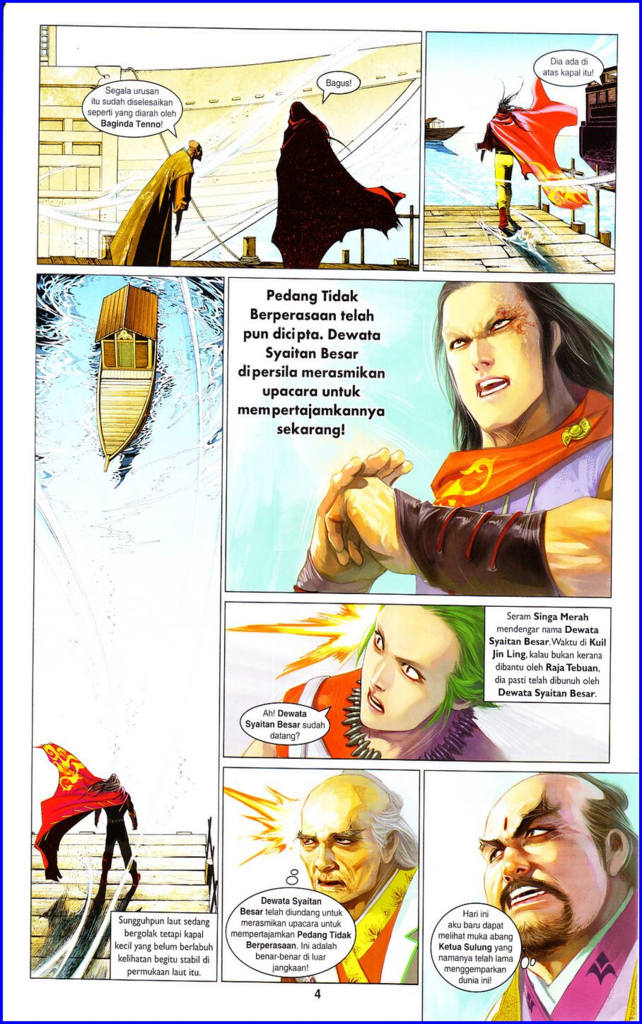 Segala urusan
itu sudah diselesaikan
seperti yang diarah oleh
Baginda Tenno!
Bagus!
Dia ada di
atas kapal itu!
Pedang Tidak
Berperasaan telah
pun dicipta. Dewata
Syaitan Besar
dipersila merasmikan
upacara untuk
mempertajamkannya
sekarang!
Seram Singa Merah
mendengar nama Dewata
Syaitan Besar. Waktu di Kuil
Jin Ling, kalau bukan kerana
dibantu oleh Raja Tebuan,
dia pasti telah dibunuh oleh
Dewata Syaitan Besar.
Ah! Dewata
Syaitan Besar sudah
datang?
Sungguhpun laut sedang
bergolak tetapi kapal
kecil yang belum berlabuh
kelihatan begitu stabil di
permukaan laut itu.
Dewata Syaitan
Besar telah diundang untuk
merasmikan upacara untuk
mempertajamkan Pedang Tidak
Berperasaan. Ini adalah
benar-benar di luar
jangkaan!
Hari ini
aku baru dapat
melihat muka abang
Ketua Sulung yang
namanya telah lama
menggemparkan
dunia ini!
4